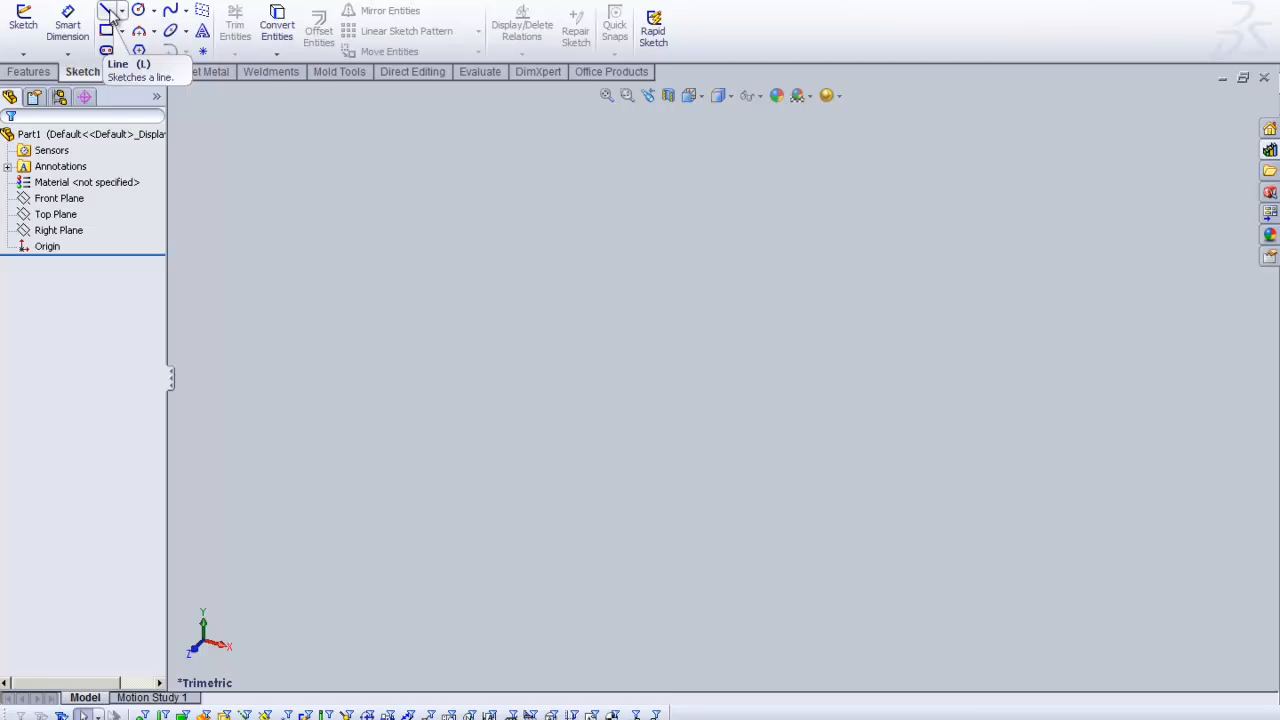 Sketch
Smart Dimension
Trim Entities
Convert Entities
Offset Entities
Mirror Entities
Linear Sketch Pattern
Move Entities
Display/Delete Relations
Repair Sketch
Quick Snaps
Rapid Sketch
Line (L)
Sketches a line.
Features
Sketch
et Metal
Weldments
Mold Tools
Direct Editing
Evaluate
DimXpert
Office Products
Part1 (Default<<Default>_Displa
Sensors
Annotations
Material <not specified>
Front Plane
Top Plane
Right Plane
Origin
Y
X
Z
*Trimetric
Model
Motion Study 1